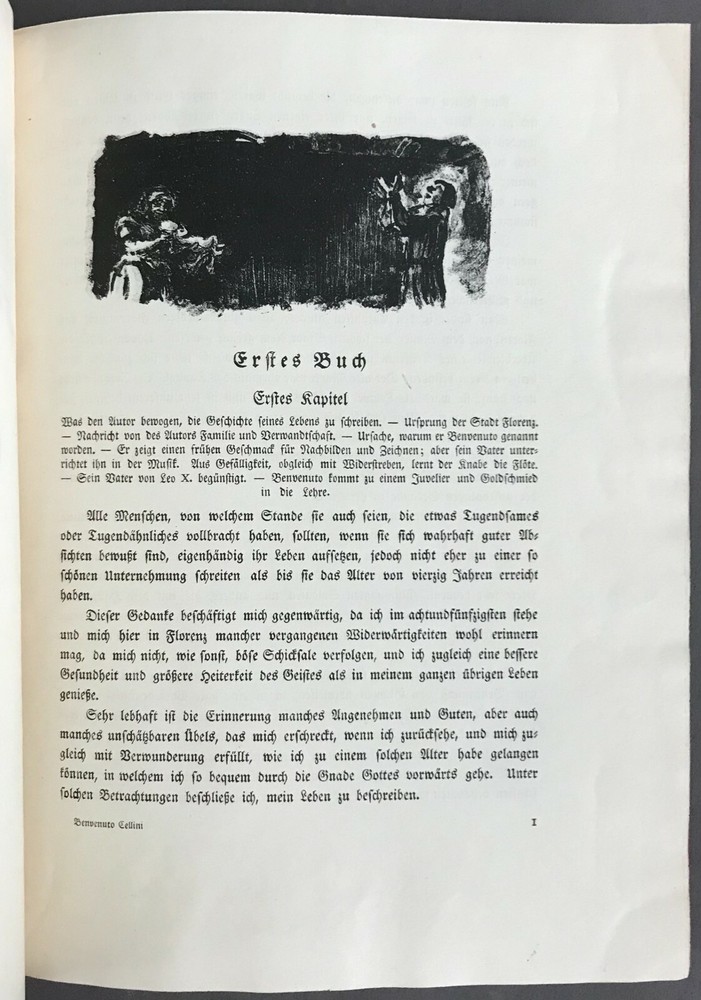 Erstes Buch
Erstes Kapitel
Was den Autor bewogen, die Geschichte seines Lebens zu schreiben. — Ursprung der Stadt Florenz.
— Nachricht von des Autors Familie und Verwandtschaft. — Ursache, warum er Benvenuto genannt
worden. — Er zeigt einen frühen Geschmack für Nachbilden und Zeichnen; aber sein Vater unter-
richtet ihn in der Musik. Aus Gefälligkeit, obgleich mit Widerstreben, lernt der Knabe die Flöte.
— Sein Vater von Leo X. begünstigt. — Benvenuto kommt zu einem Juwelier und Goldschmied
in die Lehre.
Alle Menschen, von welchem Stande sie auch seien, die etwas Tugendsames
oder Tugendähnliches vollbracht haben, sollten, wenn sie sich wahrhaft guter Ab-
sichten bewußt sind, eigenhändig ihr Leben aufsetzen, jedoch nicht eher zu einer so
schönen Unternehmung schreiten als bis sie das Alter von vierzig Jahren erreicht
haben.
Dieser Gedanke beschäftigt mich gegenwärtig, da ich im achtundfünfzigsten stehe
und mich hier in Florenz mancher vergangenen Widerwärtigkeiten wohl erinnern
mag, da mich nicht, wie sonst, böse Schicksale verfolgen, und ich zugleich eine bessere
Gesundheit und größere Heiterkeit des Geistes als in meinem ganzen übrigen Leben
genieße.
Sehr lebhaft ist die Erinnerung manches Angenehmen und Guten, aber auch
manches unschätzbaren Übels, das mich erschreckt, wenn ich zurücksehe, und mich zu-
gleich mit Verwunderung erfüllt, wie ich zu einem solchen Alter habe gelangen
können, in welchem ich so bequem durch die Gnade Gottes vorwärts gehe. Unter
solchen Betrachtungen beschließe ich, mein Leben zu beschreiben.
Benvenuto Cellini 1